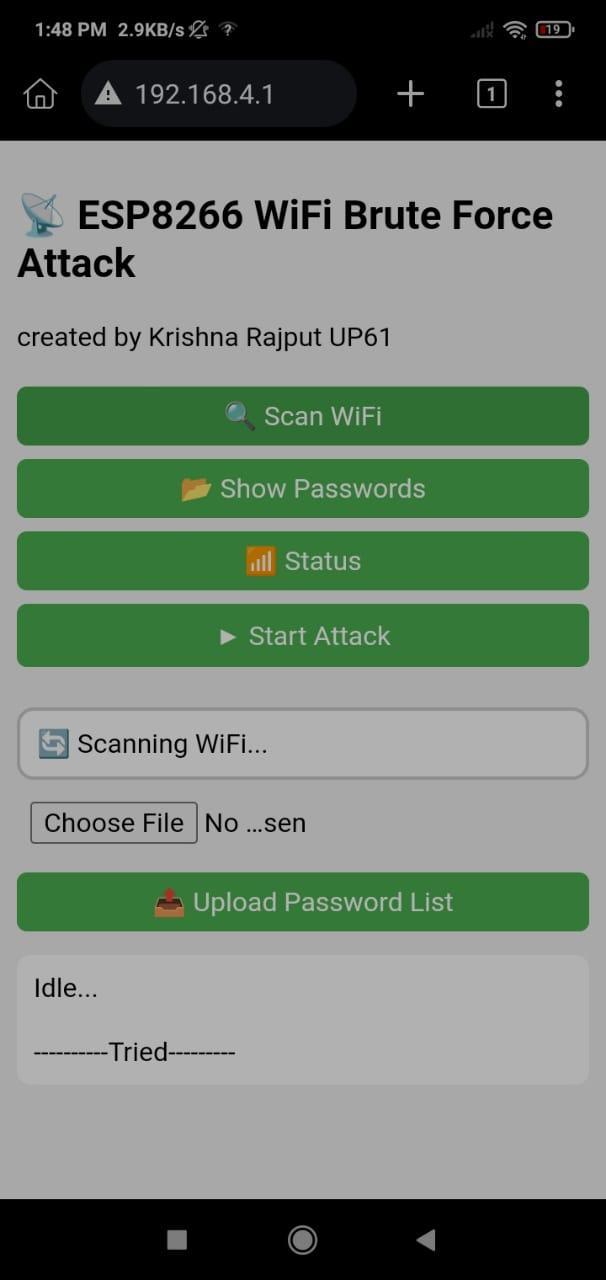 1:48 PM 2.9KB/s
19
192.168.4.1
1
ESP8266 WiFi Brute Force
Attack
created by Krishna Rajput UP61
Scan WiFi
Show Passwords
Status
Start Attack
Scanning WiFi...
Choose File No ...sen
Upload Password List
Idle...
----------Tried---------